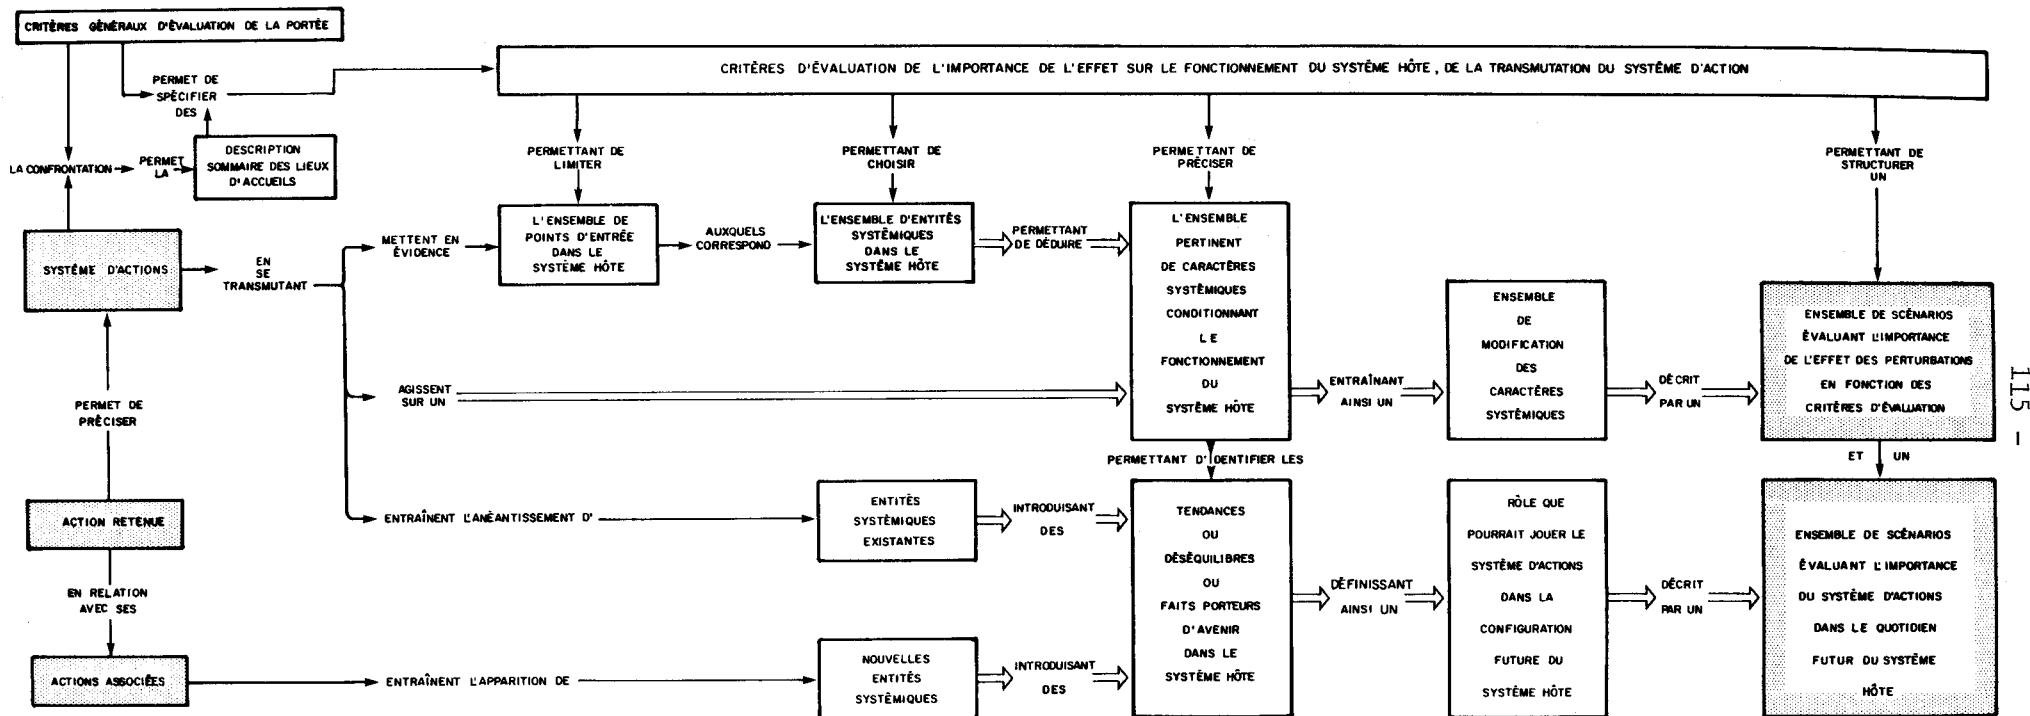 CRITÈRES GÉNÉRAUX D'ÉVALUATION DE LA PORTÉE
CRITÈRES D'ÉVALUATION DE L'IMPORTANCE DE L'EFFET SUR LE FONCTIONNEMENT DU SYSTÈME HÔTE, DE LA TRANSMUTATION DU SYSTÈME D'ACTION
PERMET DE
SPÉCIFIER
DES
LA CONFRONTATION
PERMET
LA
DESCRIPTION
SOMMAIRE DES LIEUX
D'ACCUEILS
PERMETTANT DE
LIMITER
PERMETTANT DE
CHOISIR
PERMETTANT DE
PRÉCISER
PERMETTANT DE
STRUCTURER
UN
SYSTÈME D'ACTIONS
EN
SE
TRANSMUTANT
METTENT EN
ÉVIDENCE
L'ENSEMBLE DE
POINTS D'ENTRÉE
DANS LE
SYSTÈME HÔTE
AUXQUELS
CORRESPOND
L'ENSEMBLE D'ENTITÉS
SYSTÉMIQUES
DANS LE
SYSTÈME HÔTE
PERMETTANT
DE DÉDUIRE
L'ENSEMBLE
PERTINENT
DE CARACTÈRES
SYSTÉMIQUES
CONDITIONNANT
LE
FONCTIONNEMENT
DU
SYSTÈME HÔTE
AGISSENT
SUR UN
ENTRAÎNANT
AINSI UN
ENSEMBLE
DE
MODIFICATION
DES
CARACTÈRES
SYSTÉMIQUES
DÉCRIT
PAR UN
ENSEMBLE DE SCÉNARIOS
ÉVALUANT L'IMPORTANCE
DE L'EFFET DES PERTURBATIONS
EN FONCTION DES
CRITÈRES D'ÉVALUATION
115 -
PERMET DE
PRÉCISER
PERMETTANT D'IDENTIFIER LES
ET UN
ACTION RETENUE
ENTRAÎNENT L'ANÉANTISSEMENT D'
ENTITÉS
SYSTÉMIQUES
EXISTANTES
INTRODUISANT
DES
TENDANCES
OU
DÉSÉQUILIBRES
OU
FAITS PORTEURS
D'AVENIR
DANS LE
SYSTÈME HÔTE
DÉFINISSANT
AINSI UN
RÔLE QUE
POURRAIT JOUER LE
SYSTÈME D'ACTIONS
DANS LA
CONFIGURATION
FUTURE DU
SYSTÈME HÔTE
DÉCRIT
PAR UN
ENSEMBLE DE SCÉNARIOS
ÉVALUANT L'IMPORTANCE
DU SYSTÈME D'ACTIONS
DANS LE QUOTIDIEN
FUTUR DU SYSTÈME
HÔTE
EN RELATION
AVEC SES
ACTIONS ASSOCIÉES
ENTRAÎNENT L'APPARITION DE
NOUVELLES
ENTITÉS
SYSTÉMIQUES
INTRODUISANT
DES